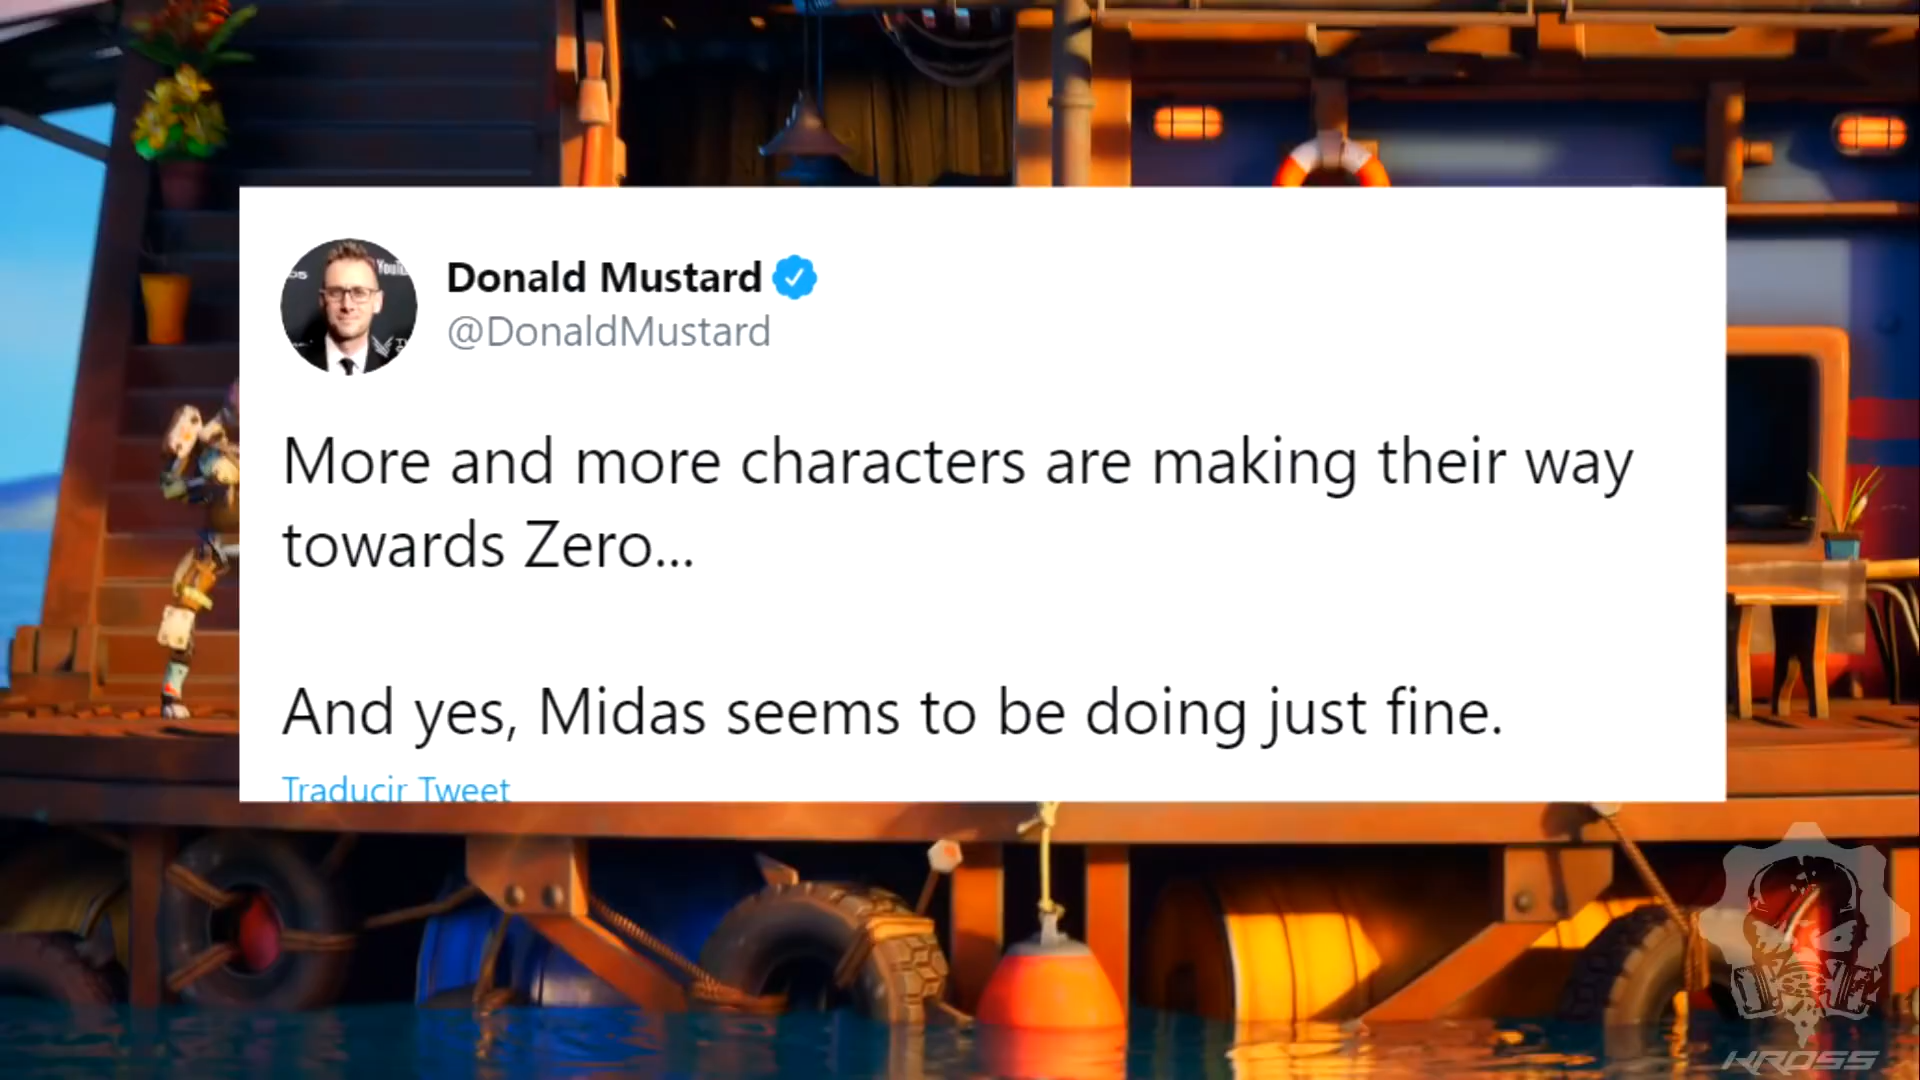 Donald Mustard
@DonaldMustard
More and more characters are making their way
towards Zero...
And yes, Midas seems to be doing just fine.
Traducir Tweet
KROSS